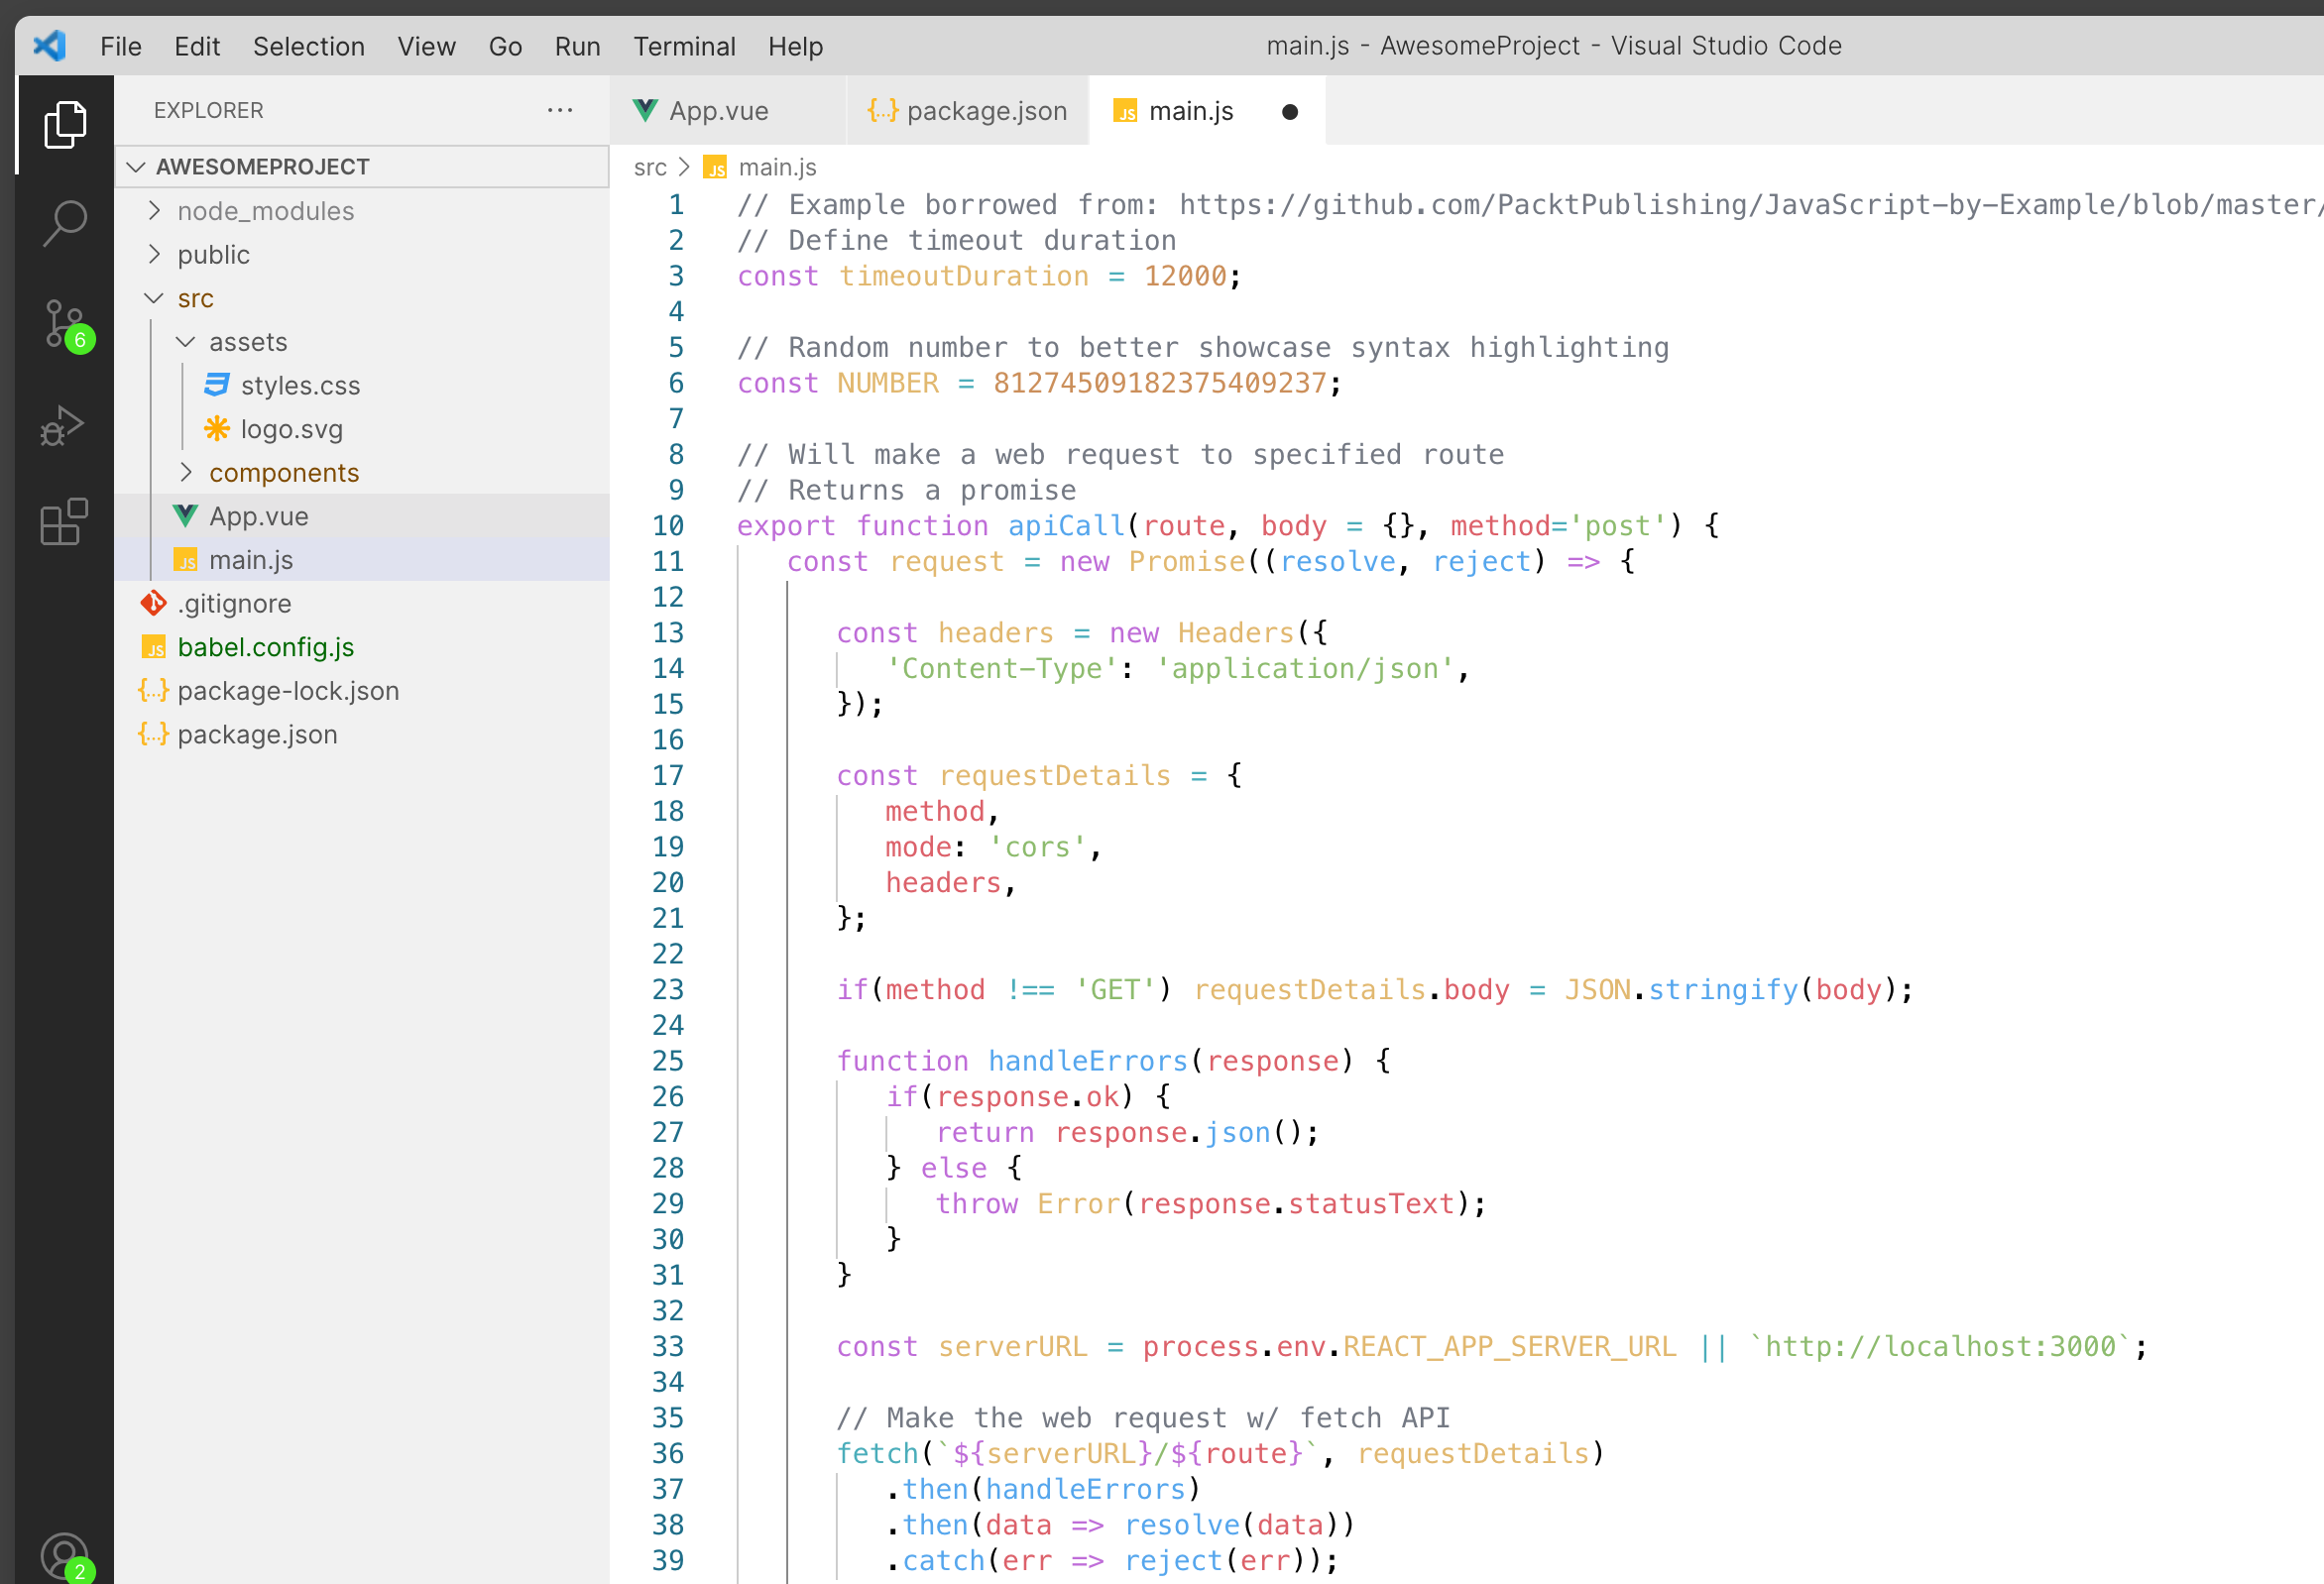 File Edit Selection View Go Run Terminal Help main.js - AwesomeProject - Visual Studio Code
EXPLORER ···
AWESOMEPROJECT
node_modules
public
src
assets
styles.css
logo.svg
components
App.vue
JS main.js
.gitignore
JS babel.config.js
{...} package-lock.json
{...} package.json
6
2
App.vue {...} package.json JS main.js
src > JS main.js
1 // Example borrowed from: https://github.com/PacktPublishing/JavaScript-by-Example/blob/master/
2 // Define timeout duration
3 const timeoutDuration = 12000;
4
5 // Random number to better showcase syntax highlighting
6 const NUMBER = 81274509182375409237;
7
8 // Will make a web request to specified route
9 // Returns a promise
10 export function apiCall(route, body = {}, method='post') {
11 const request = new Promise((resolve, reject) => {
12
13 const headers = new Headers({
14 'Content-Type': 'application/json',
15 });
16
17 const requestDetails = {
18 method,
19 mode: 'cors',
20 headers,
21 };
22
23 if(method !== 'GET') requestDetails.body = JSON.stringify(body);
24
25 function handleErrors(response) {
26 if(response.ok) {
27 return response.json();
28 } else {
29 throw Error(response.statusText);
30 }
31 }
32
33 const serverURL = process.env.REACT_APP_SERVER_URL || `http://localhost:3000`;
34
35 // Make the web request w/ fetch API
36 fetch(`${serverURL}/${route}`, requestDetails)
37 .then(handleErrors)
38 .then(data => resolve(data))
39 .catch(err => reject(err));